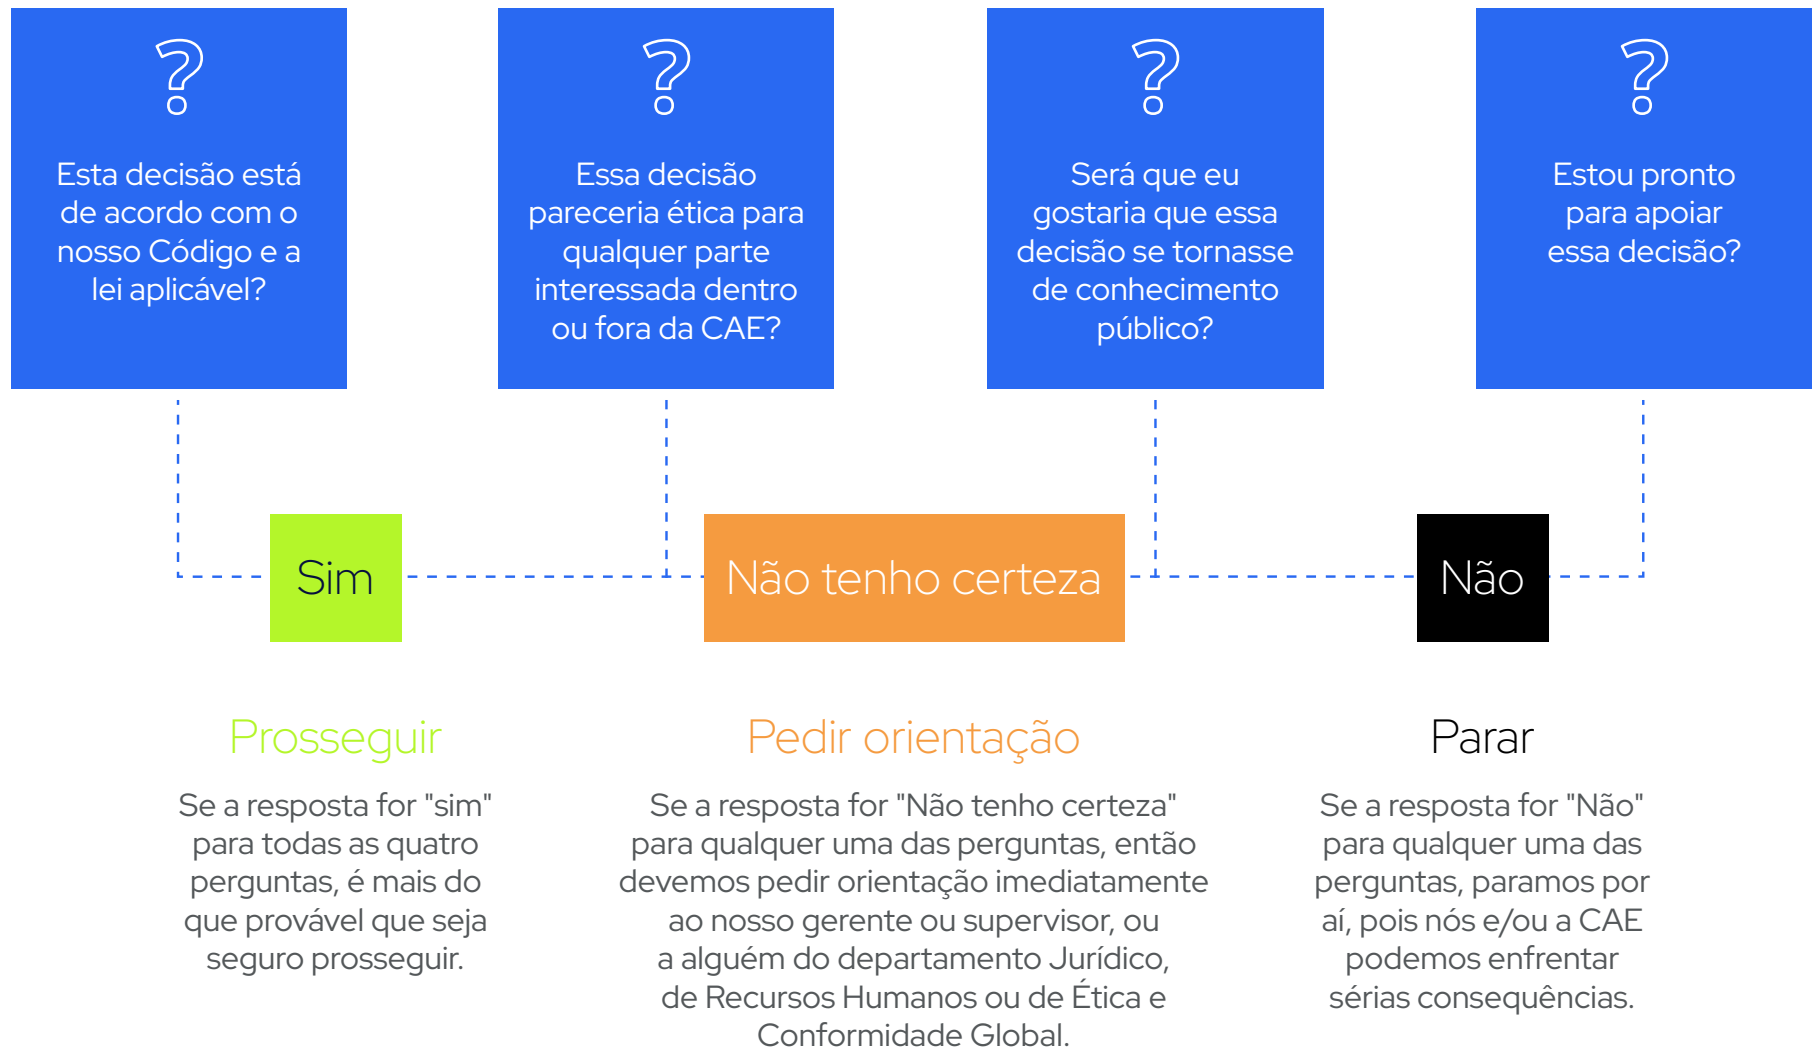 ?
Esta decisão está
de acordo com o
nosso Código e a
lei aplicável?
?
Essa decisão
pareceria ética para
qualquer parte
interessada dentro
ou fora da CAE?
?
Será que eu
gostaria que essa
decisão se tornasse
de conhecimento
público?
?
Estou pronto
para apoiar
essa decisão?
Sim
Não tenho certeza
Não
Prosseguir
Se a resposta for "sim"
para todas as quatro
perguntas, é mais do
que provável que seja
seguro prosseguir.
Pedir orientação
Se a resposta for "Não tenho certeza"
para qualquer uma das perguntas, então
devemos pedir orientação imediatamente
ao nosso gerente ou supervisor, ou
a alguém do departamento Jurídico,
de Recursos Humanos ou de Ética e
Conformidade Global.
Parar
Se a resposta for "Não"
para qualquer uma das
perguntas, paramos por
aí, pois nós e/ou a CAE
podemos enfrentar
sérias consequências.